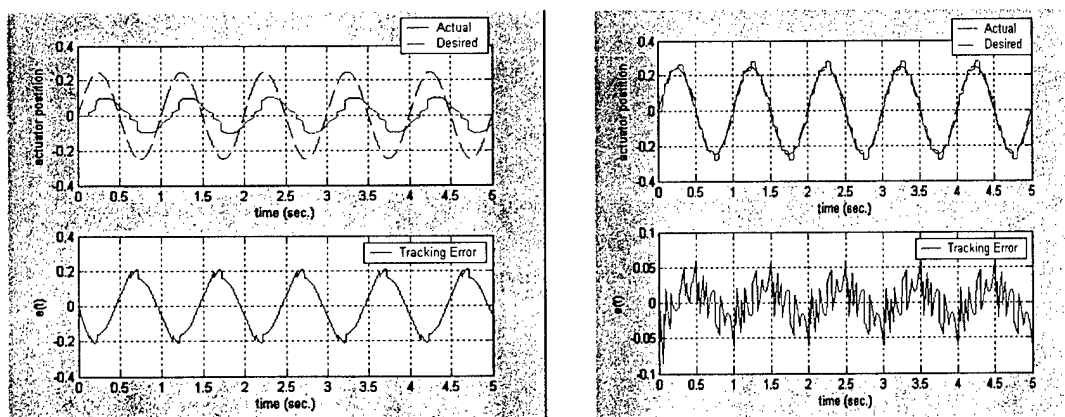 Actual
Desired
0.4
0.2
0
-0.2
-0.4
actuator postition
0 0.5 1 1.5 2 2.5 3 3.5 4 4.5 5
time (sec.)
Tracking Error
0.4
0.2
0
-0.2
-0.4
e(t)
0 0.5 1 1.5 2 2.5 3 3.5 4 4.5 5
time (sec.)
Actual
Desired
0.4
0.2
0
-0.2
-0.4
actuator position
0 0.5 1 1.5 2 2.5 3 3.5 4 4.5 5
time (sec.)
Tracking Error
0.1
0.05
0
-0.05
-0.1
e(t)
0 0.5 1 1.5 2 2.5 3 3.5 4 4.5 5
time (sec.)